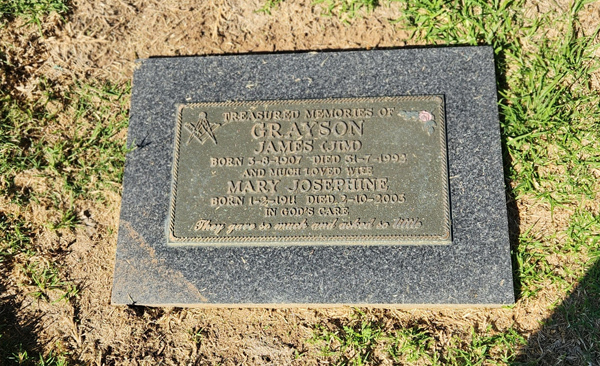 TREASURED MEMORIES OF
GRAYSON
JAMES (JIM)
BORN 3-8-1907 DIED 31-7-1992
AND MUCH LOVED WIFE
MARY JOSEPHINE
BORN 1-2-1911 DIED 2-10-2003
IN GOD'S CARE
They gave so much and asked so little